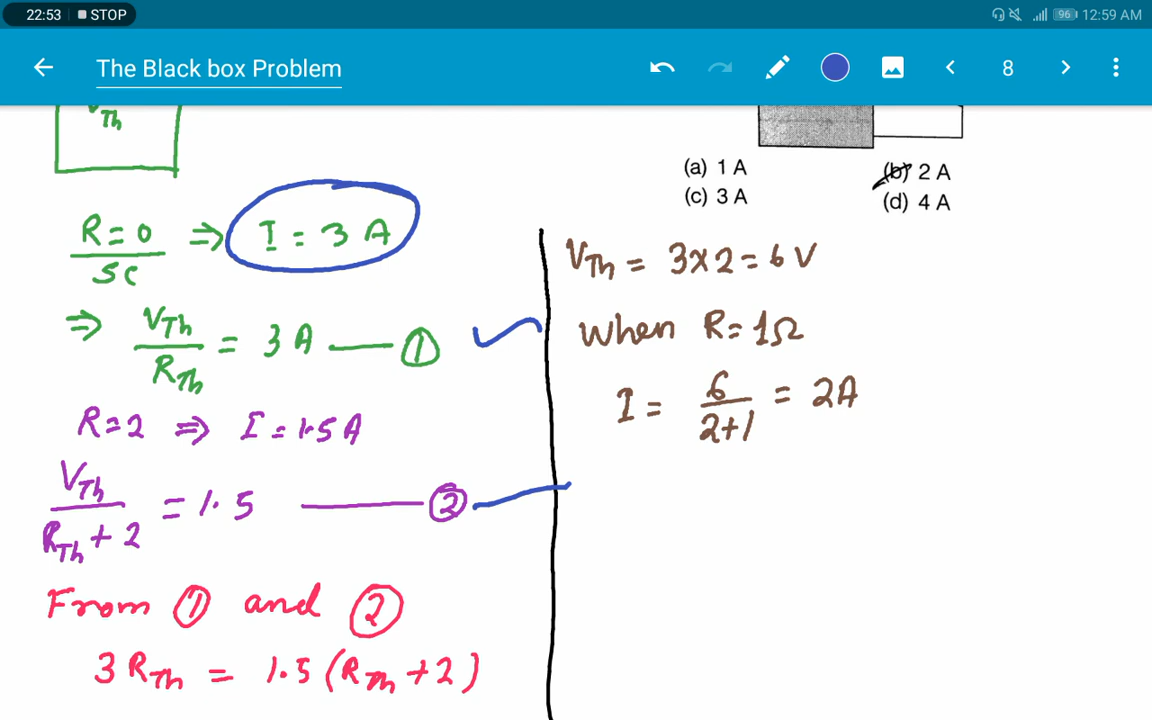 22:53 STOP 96 12:59 AM
The Black box Problem 8
VTh
R=0 ⇒ I = 3 A
SC
⇒ VTh/RTh = 3 A —— ①
R=2 ⇒ I = 1.5 A
VTh/(RTh + 2) = 1.5 —— ②
From ① and ②
3 RTh = 1.5 (RTh + 2)
(a) 1 A (b) 2 A
(c) 3 A (d) 4 A
VTh = 3×2 = 6 V
When R = 1Ω
I = 6/(2+1) = 2A